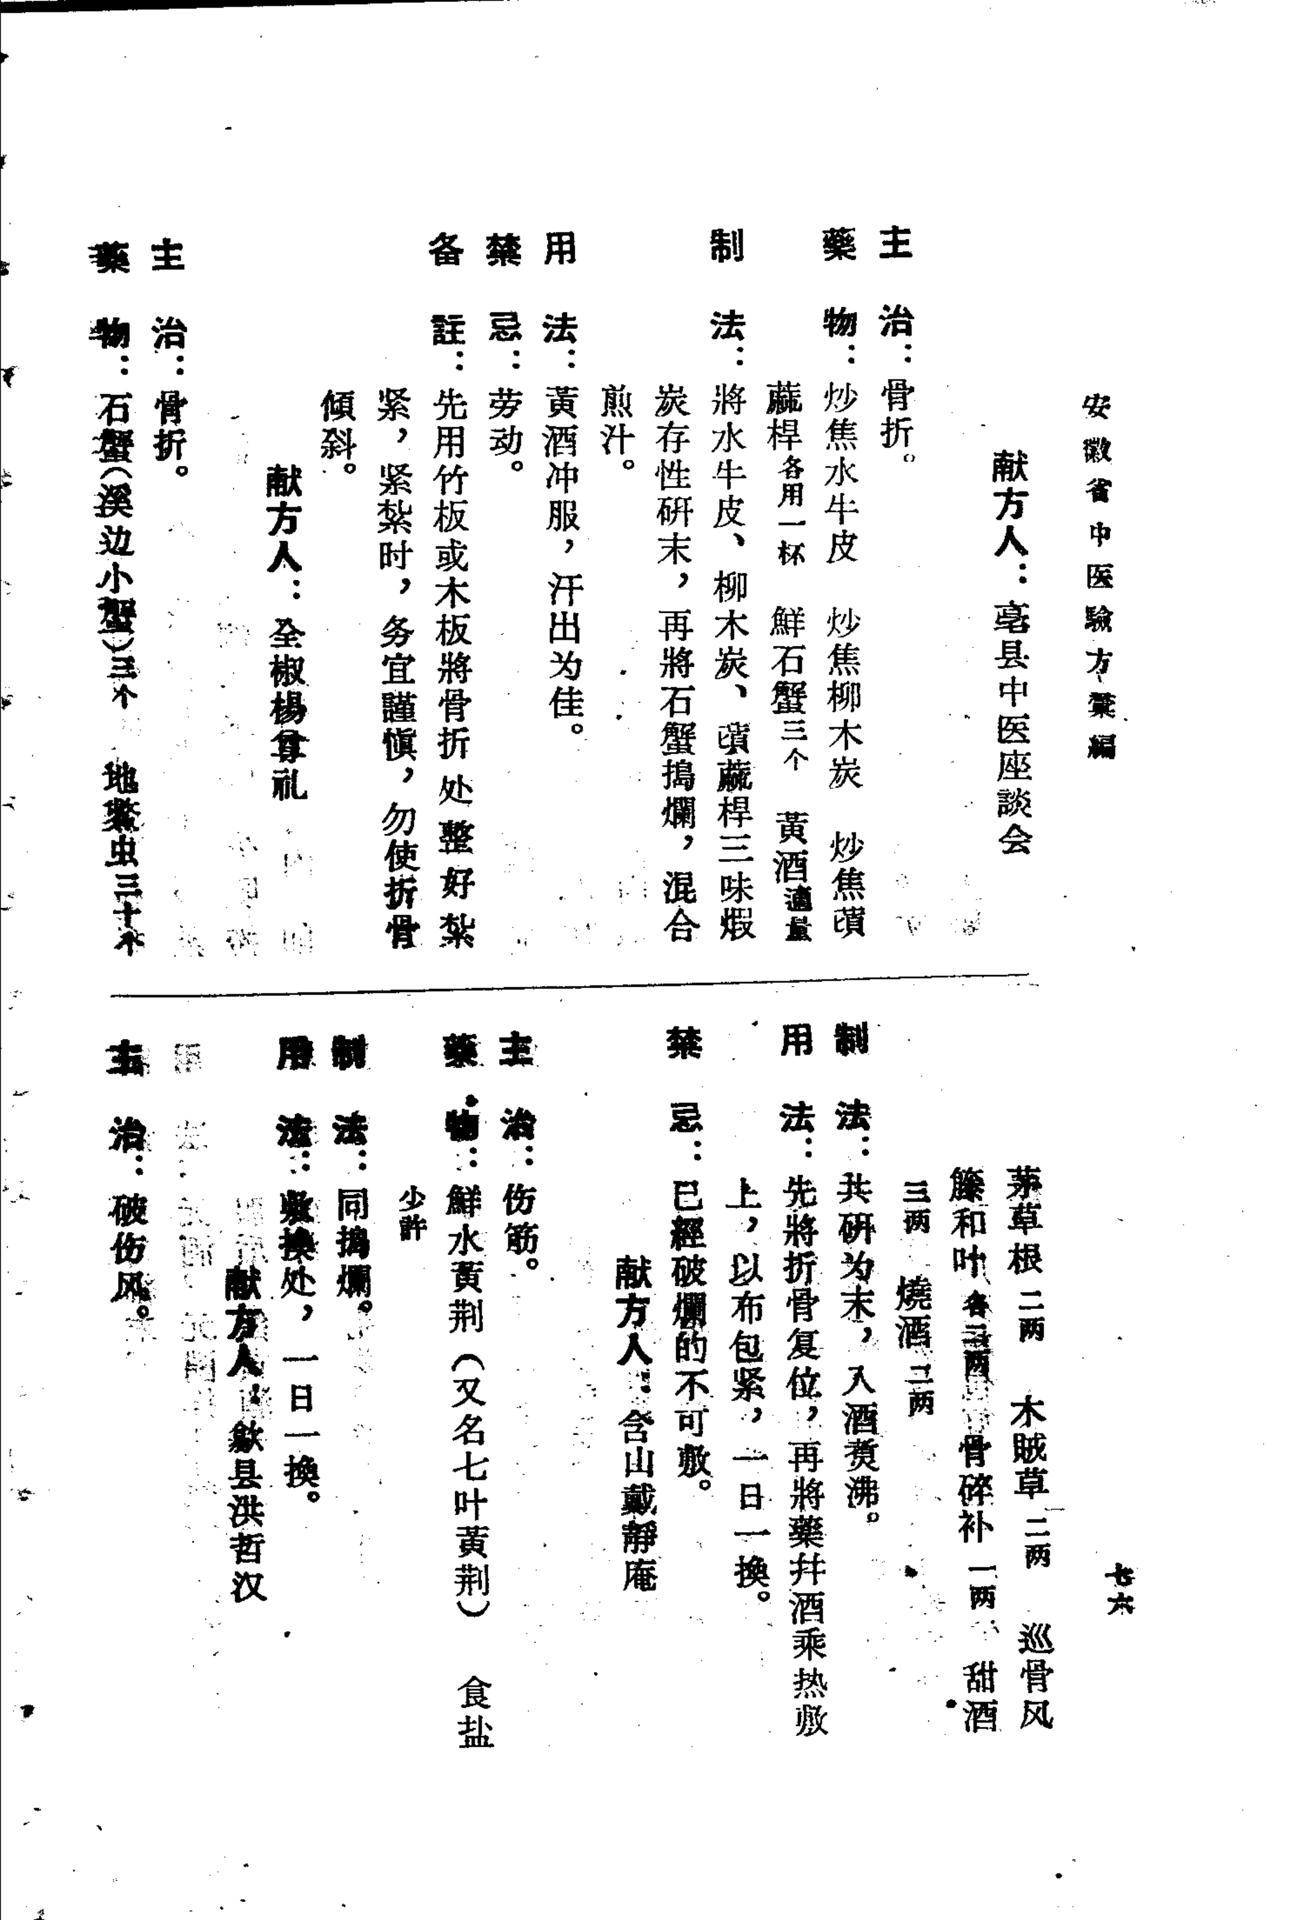 安徽省中医驗方彙編
献方人：亳县中医座談会
主　治：骨折。
藥　物：炒焦水牛皮　炒焦柳木炭　炒焦蕻
蔴桿各用一杯　鮮石蟹三个　黃酒適量
制　法：將水牛皮、柳木炭、蕻蔴桿三味煅
炭存性研末，再將石蟹搗爛，混合
煎汁。
用　法：黃酒冲服，汗出为佳。
禁　忌：劳动。
备　註：先用竹板或木板將骨折处整好紮
紧，紧紮时，务宜謹愼，勿使折骨
傾斜。
献方人：全椒楊尊礼
主　治：骨折。
藥　物：石蟹（溪边小蟹）三个　地鱉虫三十个
七六
茅草根二两　木贼草二两　巡骨风
籐和叶各二两　骨碎补一两　甜酒
三两　燒酒二两
制　法：共研为末，入酒煑沸。
用　法：先將折骨复位，再將藥幷酒乘热敷
上，以布包紧，一日一換。
禁　忌：已經破爛的不可敷。
献方人：含山戴靜庵
主　治：伤筋。
藥　物：鮮水黃荆（又名七叶黃荆）　食盐
少許
制　法：同搗爛。
用　法：敷患处，一日一換。
献方人：歙县洪哲汉
主　治：破伤风。